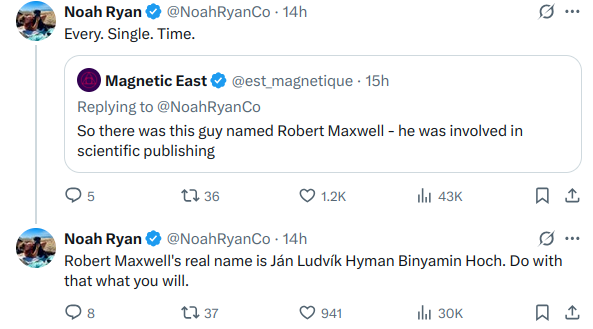 Noah Ryan @NoahRyanCo · 14h
Every. Single. Time.
Magnetic East @est_magnetique · 15h
Replying to @NoahRyanCo
So there was this guy named Robert Maxwell - he was involved in
scientific publishing
5 36 1.2K 43K
Noah Ryan @NoahRyanCo · 14h
Robert Maxwell's real name is Ján Ludvík Hyman Binyamin Hoch. Do with
that what you will.
8 37 941 30K